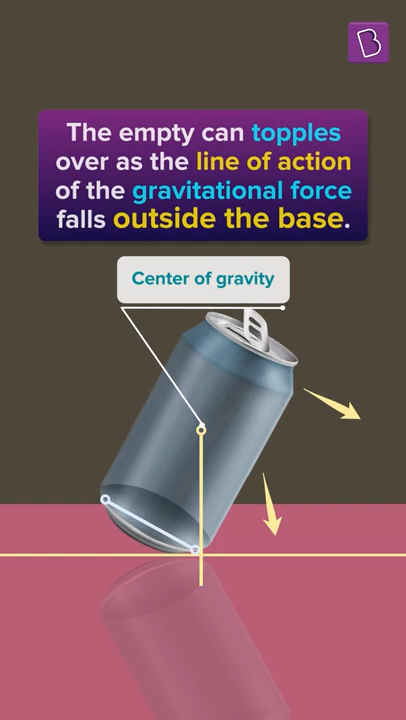 The empty can topples
over as the line of action
of the gravitational force
falls outside the base.
Center of gravity